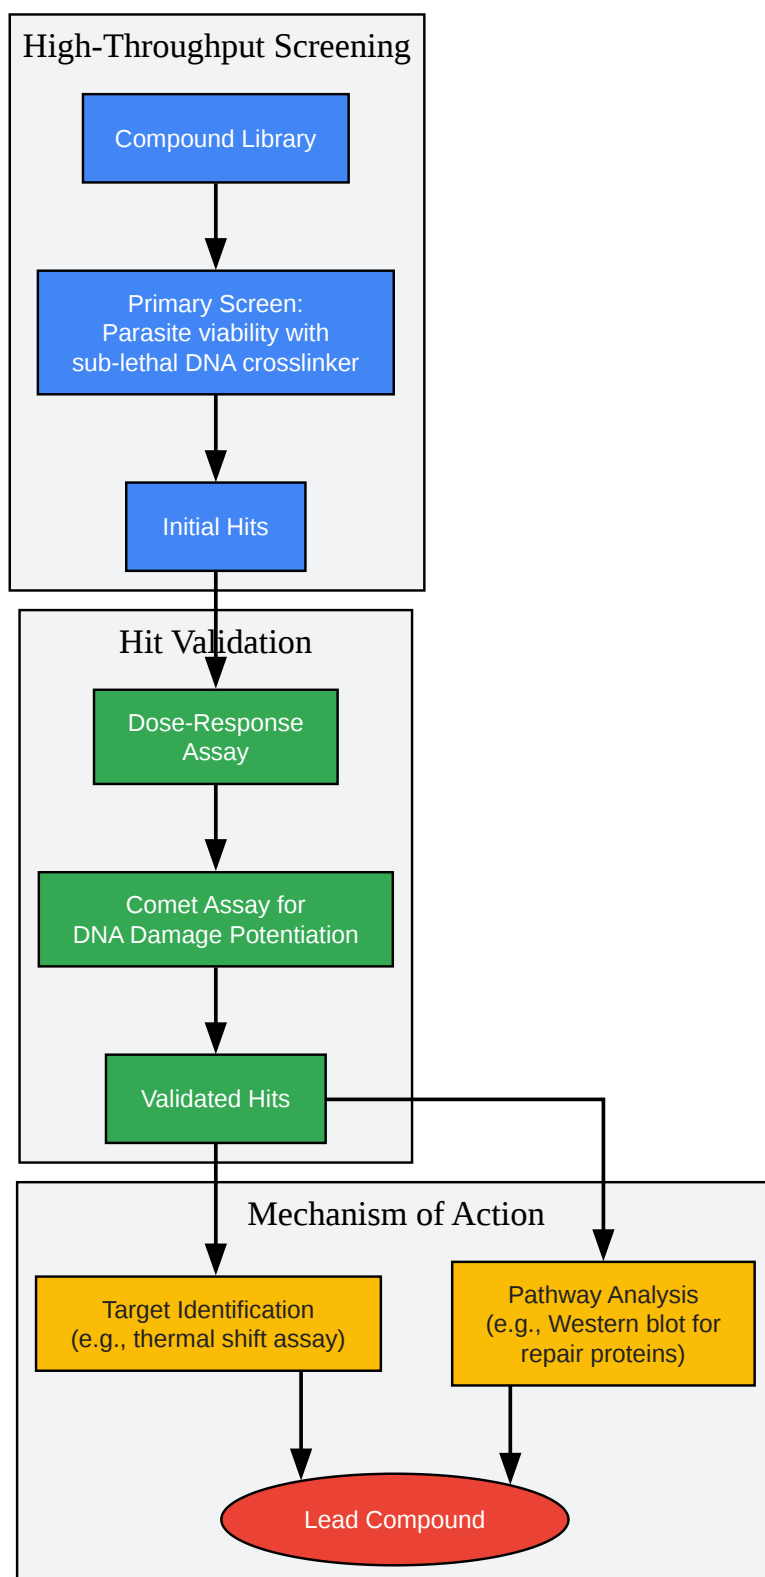 High-Throughput Screening
Compound Library
Primary Screen:
Parasite viability with
sub-lethal DNA crosslinker
Initial Hits
Hit Validation
Dose-Response
Assay
Comet Assay for
DNA Damage Potentiation
Validated Hits
Mechanism of Action
Target Identification
(e.g., thermal shift assay)
Pathway Analysis
(e.g., Western blot for
repair proteins)
Lead Compound